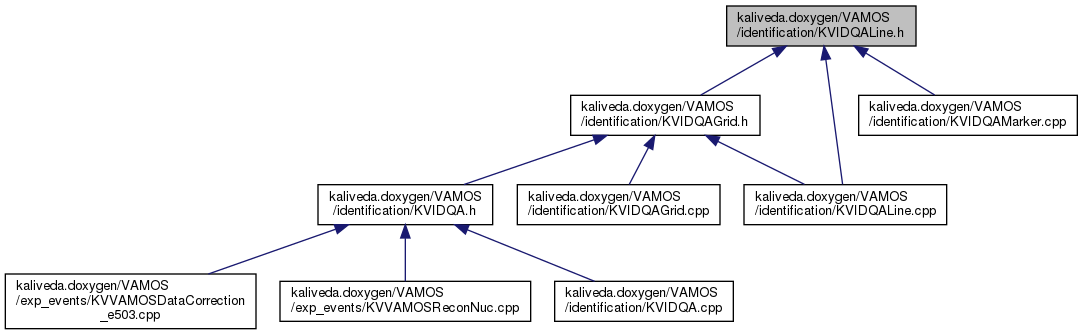 kaliveda.doxygen/VAMOS
/identification/KVIDQALine.h
kaliveda.doxygen/VAMOS
/identification/KVIDQAGrid.h
kaliveda.doxygen/VAMOS
/identification/KVIDQAMarker.cpp
kaliveda.doxygen/VAMOS
/identification/KVIDQA.h
kaliveda.doxygen/VAMOS
/identification/KVIDQAGrid.cpp
kaliveda.doxygen/VAMOS
/identification/KVIDQALine.cpp
kaliveda.doxygen/VAMOS
/exp_events/KVVAMOSDataCorrection
_e503.cpp
kaliveda.doxygen/VAMOS
/exp_events/KVVAMOSReconNuc.cpp
kaliveda.doxygen/VAMOS
/identification/KVIDQA.cpp